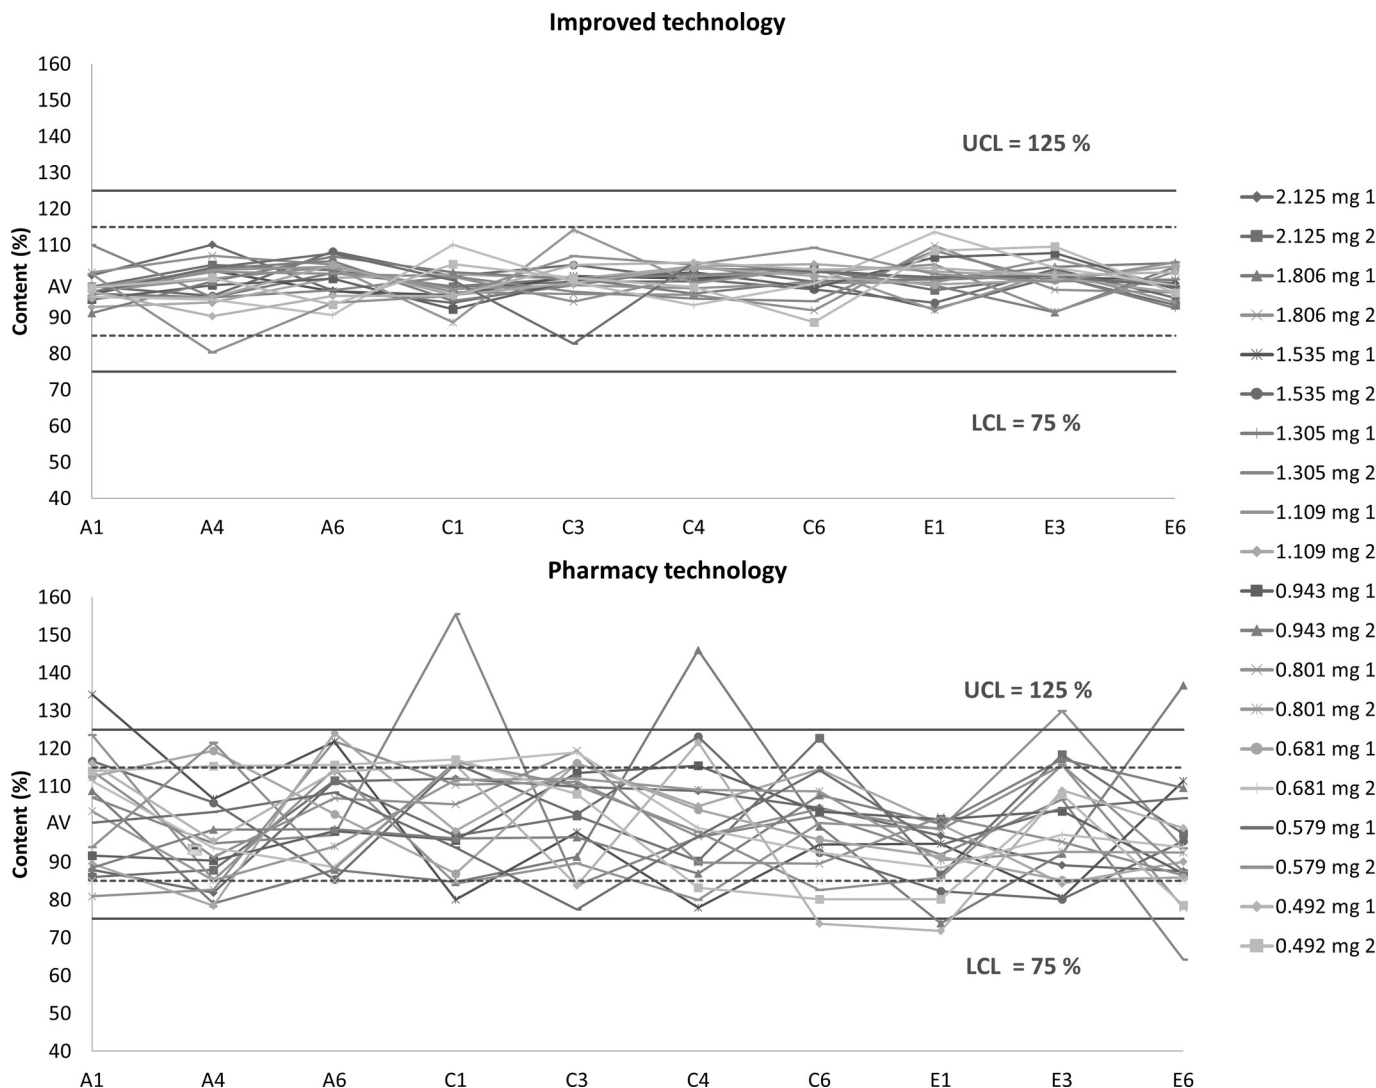 Improved technology
Content (%)
160
150
140
130
120
110
AV
90
80
70
60
50
40
UCL = 125 %
LCL = 75 %
A1 A4 A6 C1 C3 C4 C6 E1 E3 E6
Pharmacy technology
Content (%)
160
150
140
130
120
110
AV
90
80
70
60
50
40
UCL = 125 %
LCL = 75 %
A1 A4 A6 C1 C3 C4 C6 E1 E3 E6
2.125 mg 1
2.125 mg 2
1.806 mg 1
1.806 mg 2
1.535 mg 1
1.535 mg 2
1.305 mg 1
1.305 mg 2
1.109 mg 1
1.109 mg 2
0.943 mg 1
0.943 mg 2
0.801 mg 1
0.801 mg 2
0.681 mg 1
0.681 mg 2
0.579 mg 1
0.579 mg 2
0.492 mg 1
0.492 mg 2